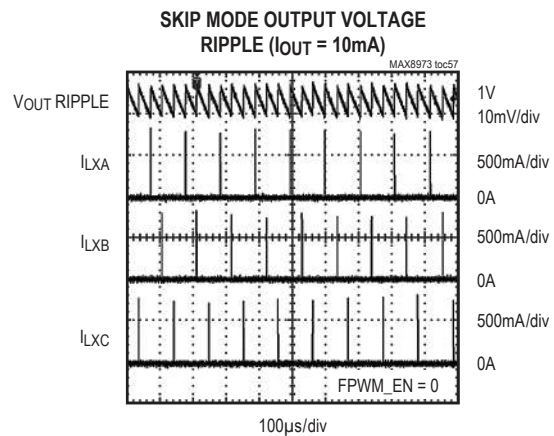 SKIP MODE OUTPUT VOLTAGE
RIPPLE (IOUT = 10mA)
MAX8973 toc57
VOUT RIPPLE
1V
10mV/div
ILXA
500mA/div
0A
ILXB
500mA/div
0A
ILXC
500mA/div
0A
FPWM_EN = 0
100µs/div